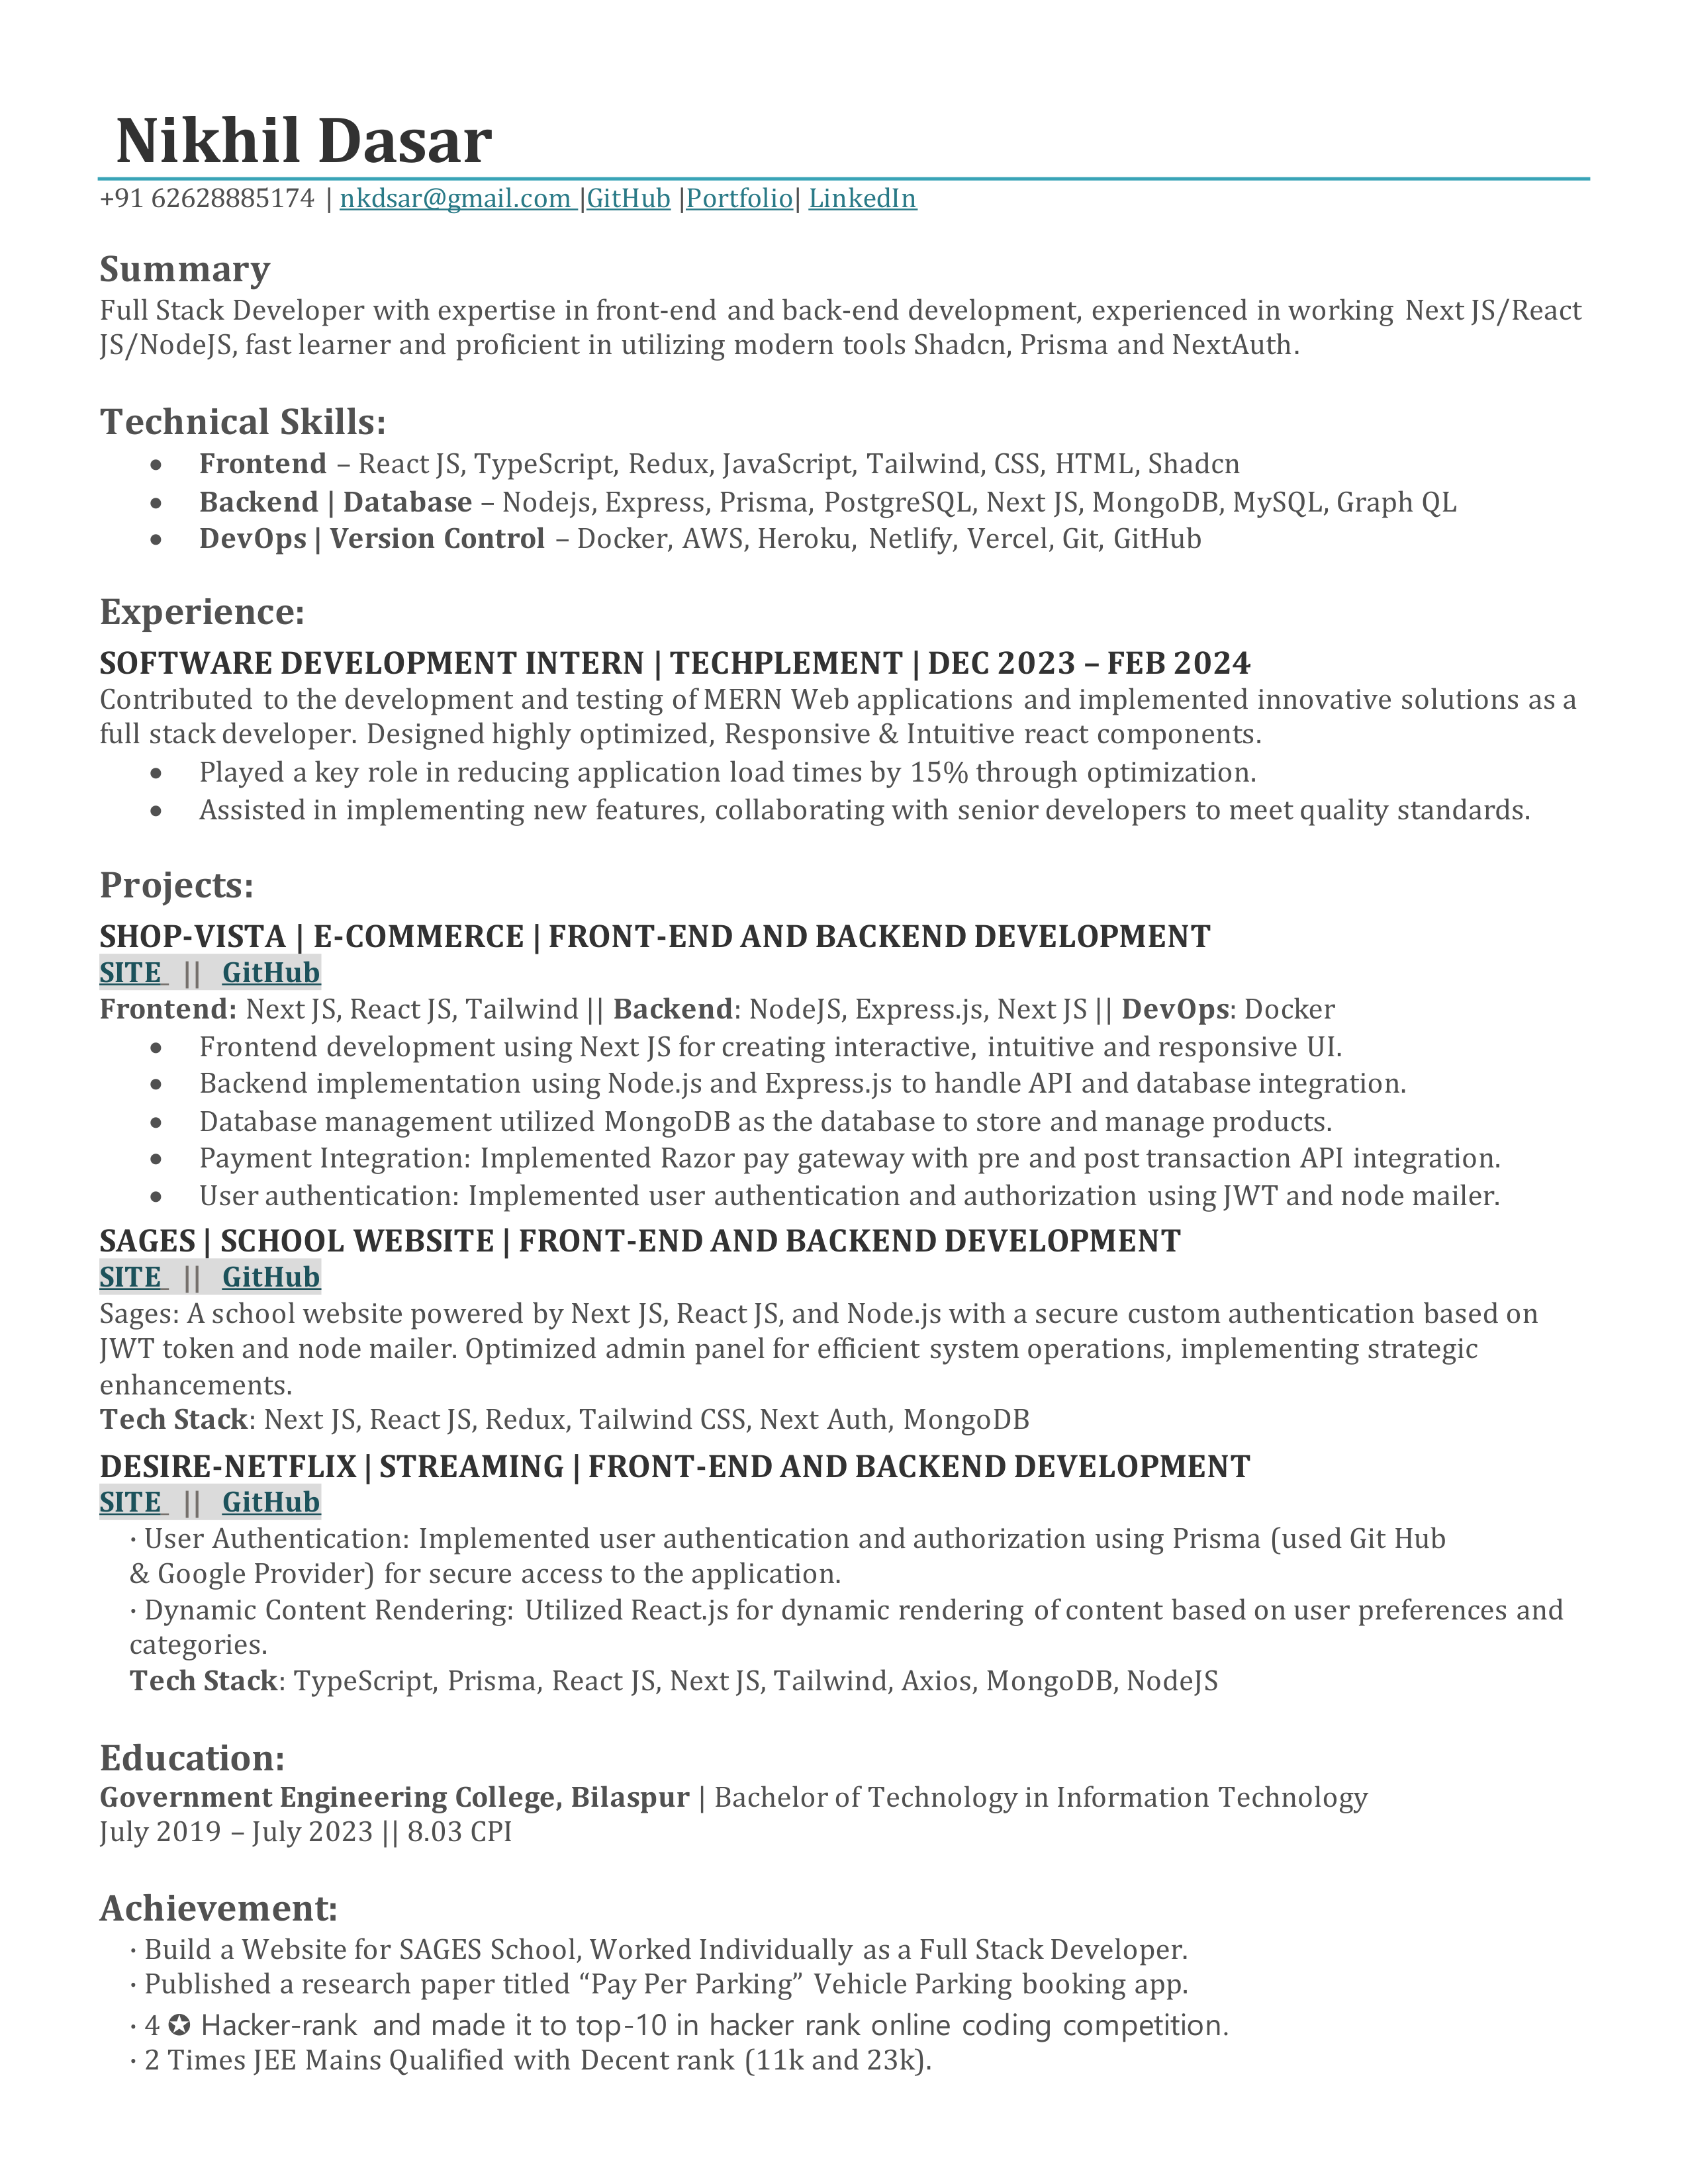 Nikhil Dasar
+91 62628885174 | nkdsar@gmail.com |GitHub |Portfolio| LinkedIn
Summary
Full Stack Developer with expertise in front-end and back-end development, experienced in working Next JS/React
JS/NodeJS, fast learner and proficient in utilizing modern tools Shadcn, Prisma and NextAuth.
Technical Skills:
• Frontend – React JS, TypeScript, Redux, JavaScript, Tailwind, CSS, HTML, Shadcn
• Backend | Database – Nodejs, Express, Prisma, PostgreSQL, Next JS, MongoDB, MySQL, Graph QL
• DevOps | Version Control – Docker, AWS, Heroku, Netlify, Vercel, Git, GitHub
Experience:
SOFTWARE DEVELOPMENT INTERN | TECHPLEMENT | DEC 2023 – FEB 2024
Contributed to the development and testing of MERN Web applications and implemented innovative solutions as a
full stack developer. Designed highly optimized, Responsive & Intuitive react components.
• Played a key role in reducing application load times by 15% through optimization.
• Assisted in implementing new features, collaborating with senior developers to meet quality standards.
Projects:
SHOP-VISTA | E-COMMERCE | FRONT-END AND BACKEND DEVELOPMENT
SITE || GitHub
Frontend: Next JS, React JS, Tailwind || Backend: NodeJS, Express.js, Next JS || DevOps: Docker
• Frontend development using Next JS for creating interactive, intuitive and responsive UI.
• Backend implementation using Node.js and Express.js to handle API and database integration.
• Database management utilized MongoDB as the database to store and manage products.
• Payment Integration: Implemented Razor pay gateway with pre and post transaction API integration.
• User authentication: Implemented user authentication and authorization using JWT and node mailer.
SAGES | SCHOOL WEBSITE | FRONT-END AND BACKEND DEVELOPMENT
SITE || GitHub
Sages: A school website powered by Next JS, React JS, and Node.js with a secure custom authentication based on
JWT token and node mailer. Optimized admin panel for efficient system operations, implementing strategic
enhancements.
Tech Stack: Next JS, React JS, Redux, Tailwind CSS, Next Auth, MongoDB
DESIRE-NETFLIX | STREAMING | FRONT-END AND BACKEND DEVELOPMENT
SITE || GitHub
· User Authentication: Implemented user authentication and authorization using Prisma (used Git Hub
& Google Provider) for secure access to the application.
· Dynamic Content Rendering: Utilized React.js for dynamic rendering of content based on user preferences and
categories.
Tech Stack: TypeScript, Prisma, React JS, Next JS, Tailwind, Axios, MongoDB, NodeJS
Education:
Government Engineering College, Bilaspur | Bachelor of Technology in Information Technology
July 2019 – July 2023 || 8.03 CPI
Achievement:
· Build a Website for SAGES School, Worked Individually as a Full Stack Developer.
· Published a research paper titled “Pay Per Parking” Vehicle Parking booking app.
· 4 ✪ Hacker-rank and made it to top-10 in hacker rank online coding competition.
· 2 Times JEE Mains Qualified with Decent rank (11k and 23k).